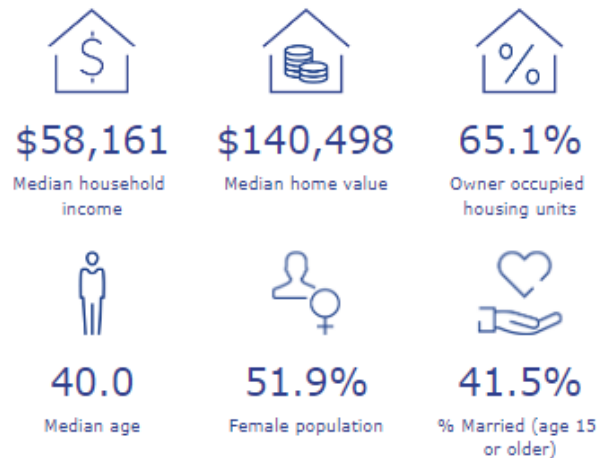 $58,161
Median household
income
$140,498
Median home value
65.1%
Owner occupied
housing units
40.0
Median age
51.9%
Female population
41.5%
% Married (age 15
or older)